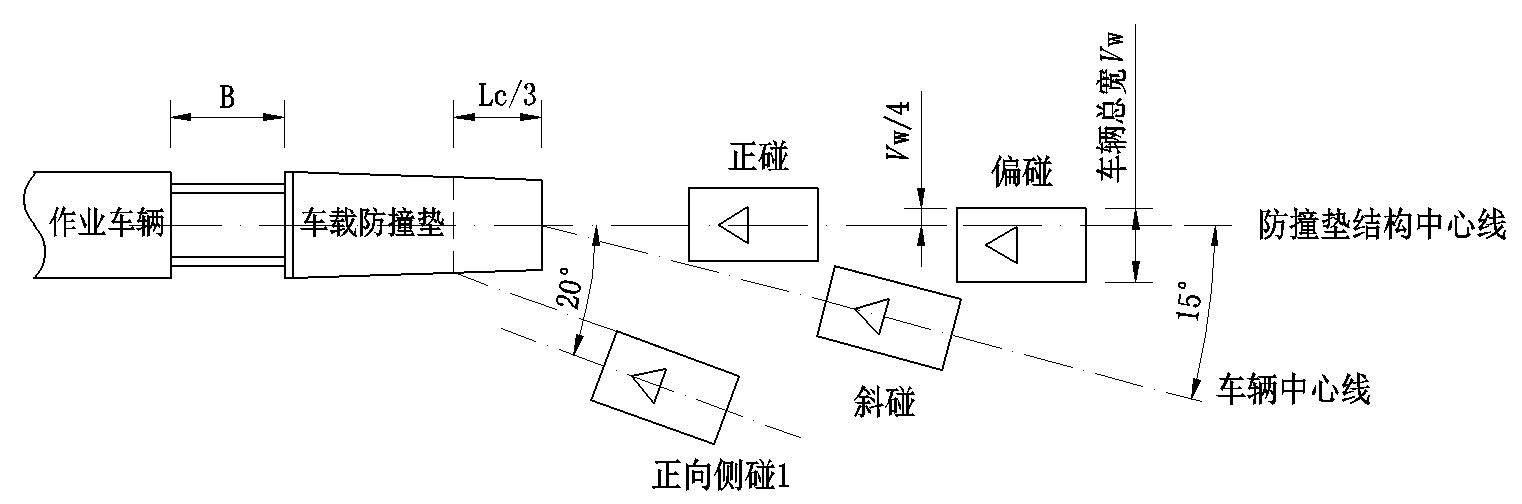 B
Lc/3
Vw/4
车辆总宽Vw
正碰
偏碰
作业车辆
车载防撞垫
防撞垫结构中心线
20°
15°
斜碰
车辆中心线
正向侧碰1